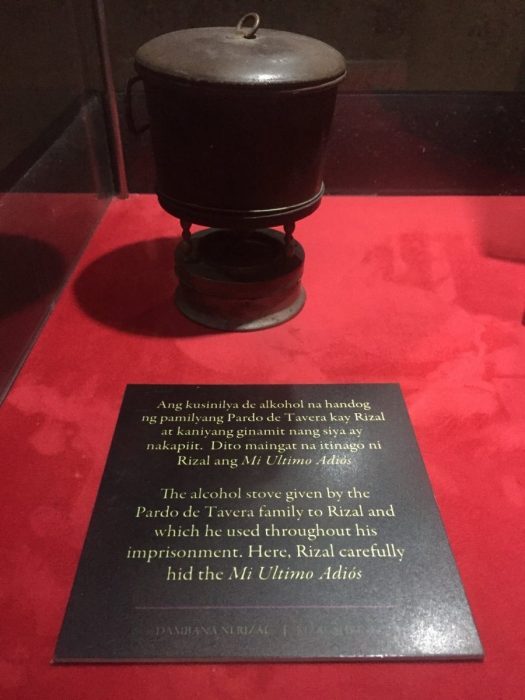 Ang kusinilya de alkohol na handog
ng pamilyang Pardo de Tavera kay Rizal
at kaniyang ginamit nang siya ay
nakapiit. Dito maingat na itinago ni
Rizal ang Mi Ultimo Adiós
The alcohol stove given by the
Pardo de Tavera family to Rizal and
which he used throughout his
imprisonment. Here, Rizal carefully
hid the Mi Ultimo Adiós
DAMBANA NI RIZAL |